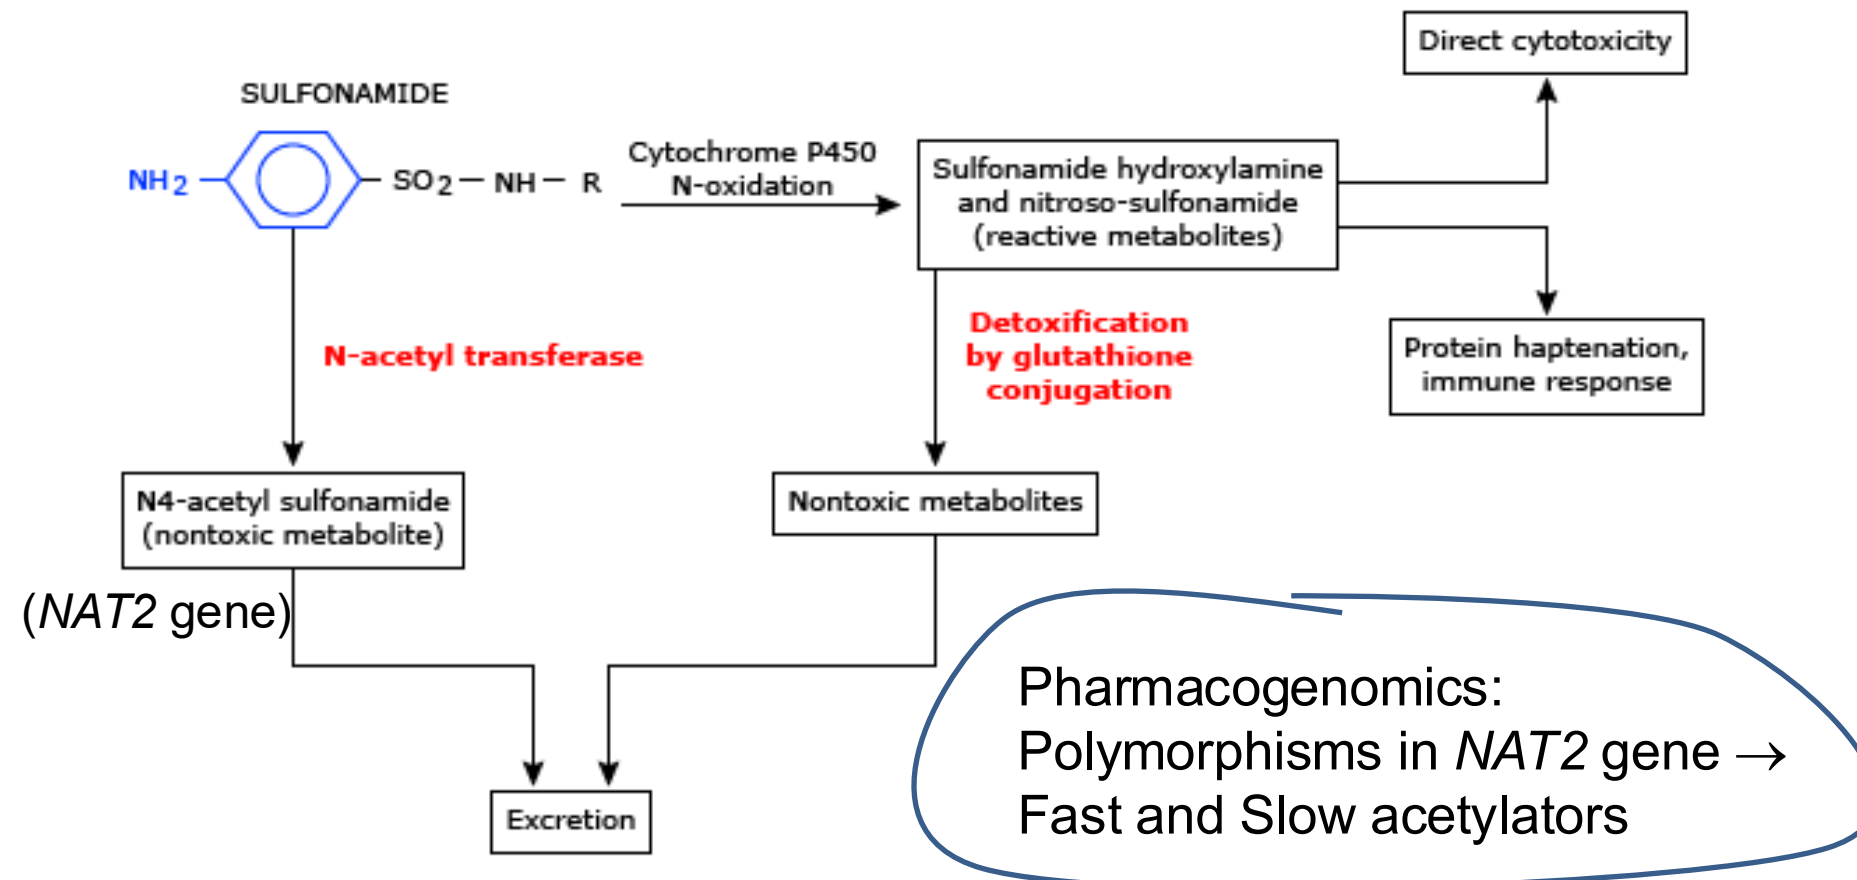 Direct cytotoxicity
SULFONAMIDE
NH2
SO2
NH
R
Cytochrome P450
N-oxidation
Sulfonamide hydroxylamine
and nitroso-sulfonamide
(reactive metabolites)
N-acetyl transferase
Detoxification
by glutathione
conjugation
Protein haptenation,
immune response
N4-acetyl sulfonamide
(nontoxic metabolite)
Nontoxic metabolites
(NAT2 gene)
Pharmacogenomics:
Polymorphisms in NAT2 gene →
Fast and Slow acetylators
Excretion